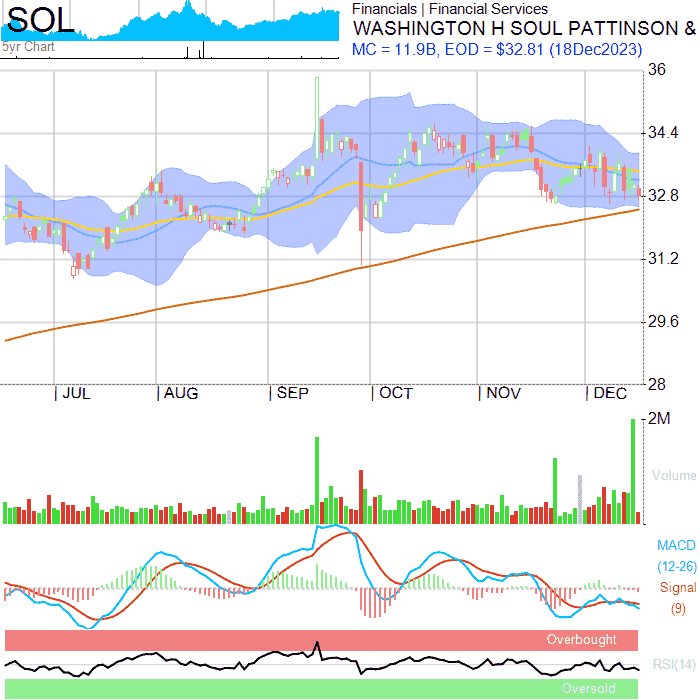 SOL
5yr Chart
Financials | Financial Services
WASHINGTON H SOUL PATTINSON &
MC = 11.9B, EOD = $32.81 (18Dec2023)
36
34.4
32.8
31.2
29.6
28
JUL
AUG
SEP
OCT
NOV
DEC
2M
Volume
MACD
(12-26)
Signal
(9)
Overbought
RSI(14)
Oversold